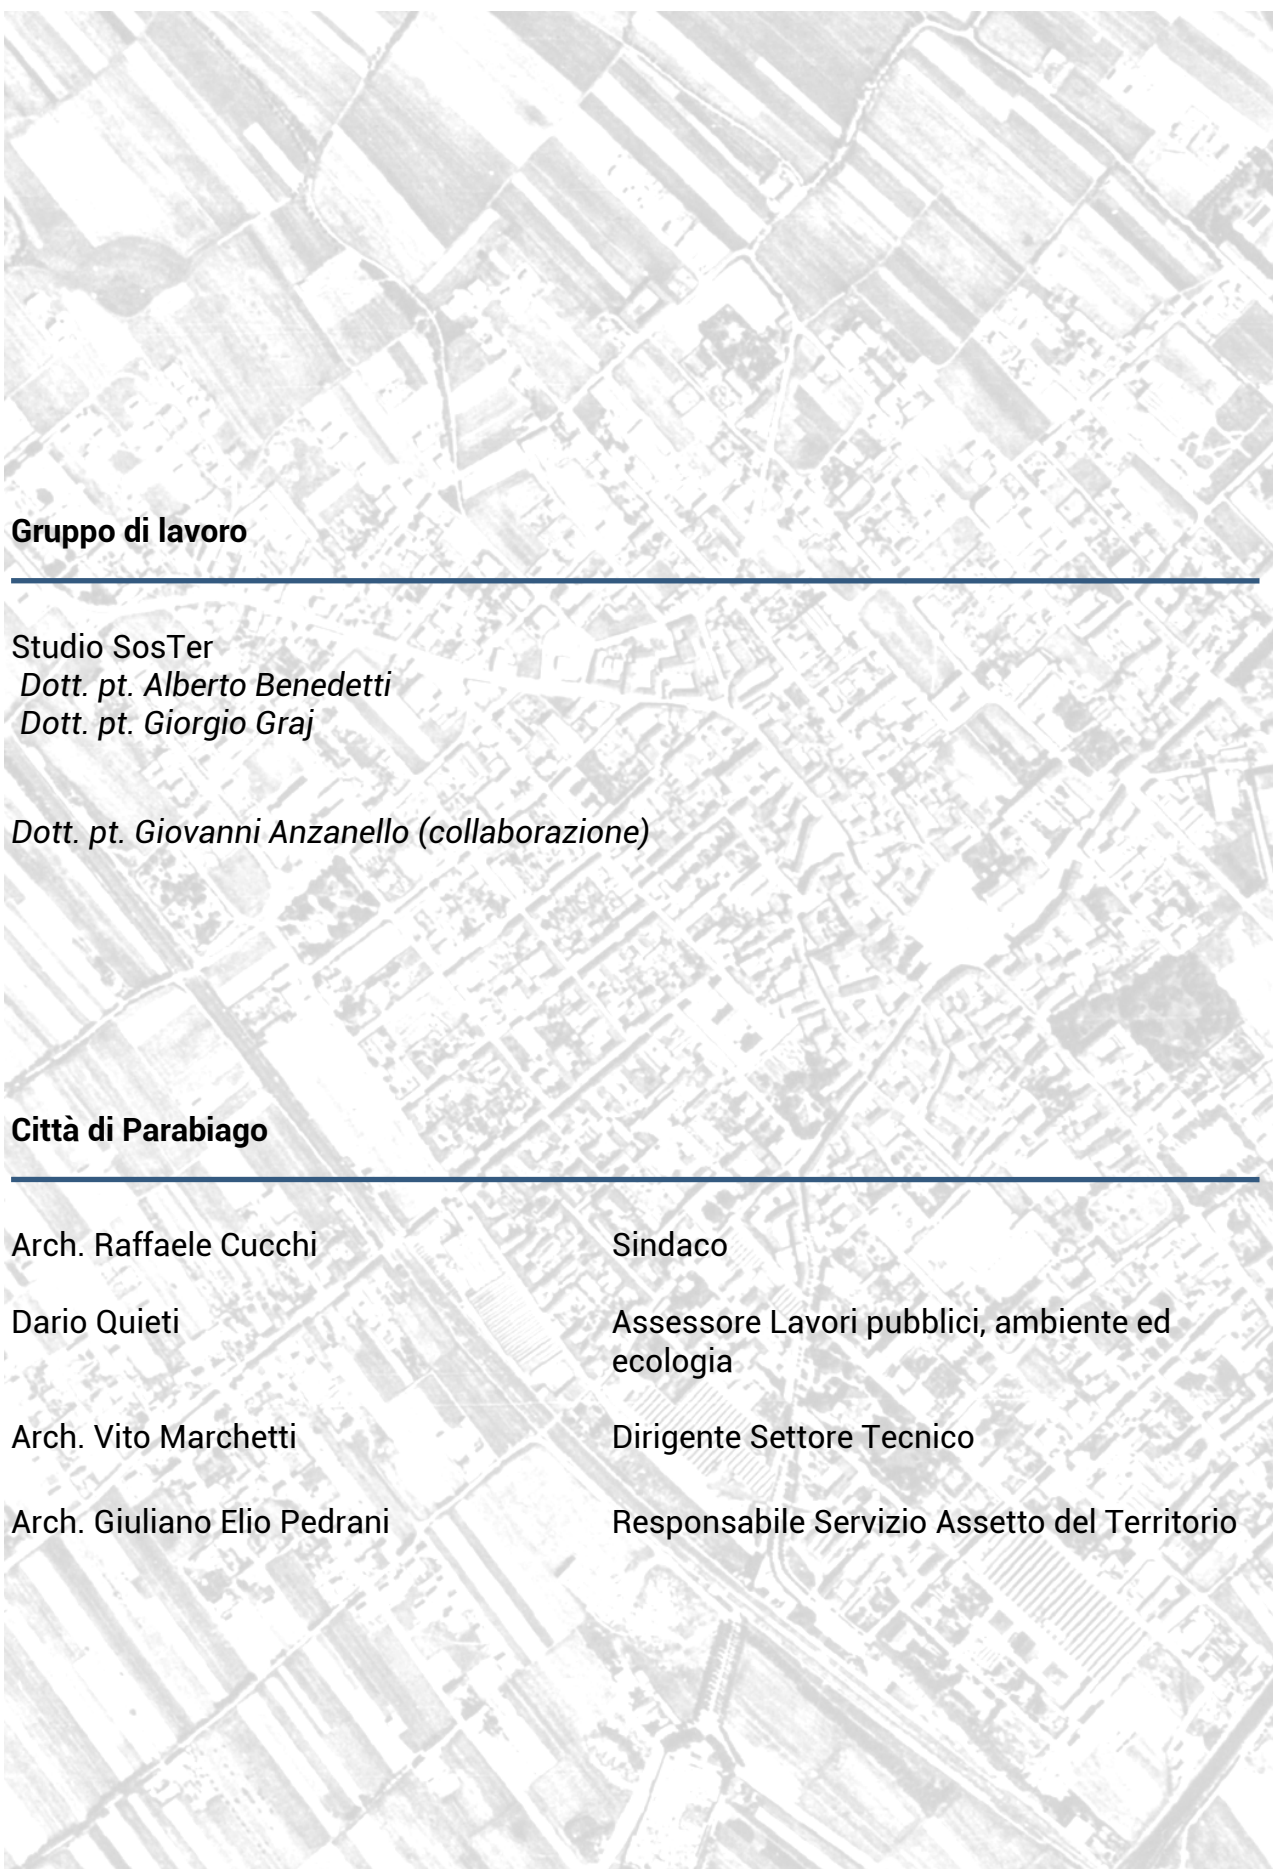 Gruppo di lavoro
Studio SosTer
Dott. pt. Alberto Benedetti
Dott. pt. Giorgio Graj
Dott. pt. Giovanni Anzanello (collaborazione)
Città di Parabiago
Arch. Raffaele Cucchi Sindaco
Dario Quieti Assessore Lavori pubblici, ambiente ed
ecologia
Arch. Vito Marchetti Dirigente Settore Tecnico
Arch. Giuliano Elio Pedrani Responsabile Servizio Assetto del Territorio